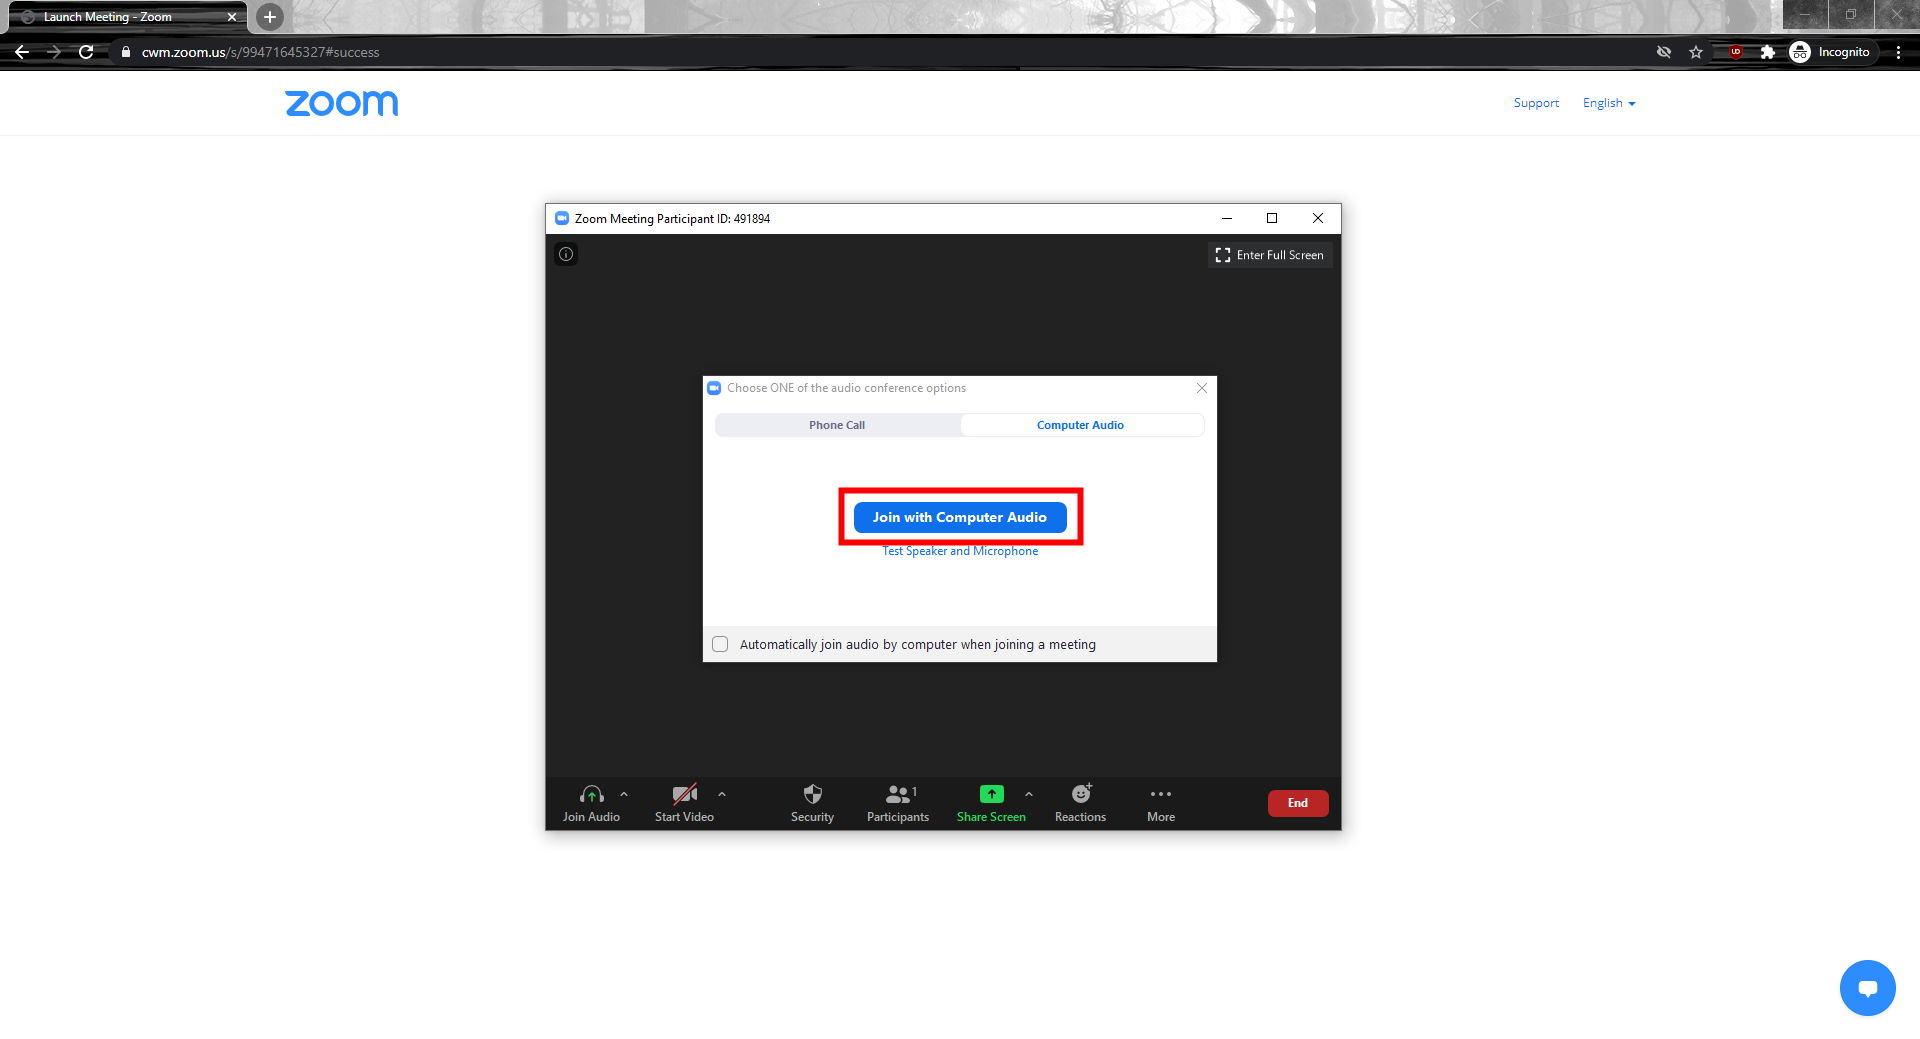 Launch Meeting - Zoom
cwm.zoom.us/s/99471645327#success
Incognito
zoom
Support
English
Zoom Meeting Participant ID: 491894
Enter Full Screen
Choose ONE of the audio conference options
Phone Call
Computer Audio
Join with Computer Audio
Test Speaker and Microphone
Automatically join audio by computer when joining a meeting
1
Join Audio
Start Video
Security
Participants
Share Screen
Reactions
More
End